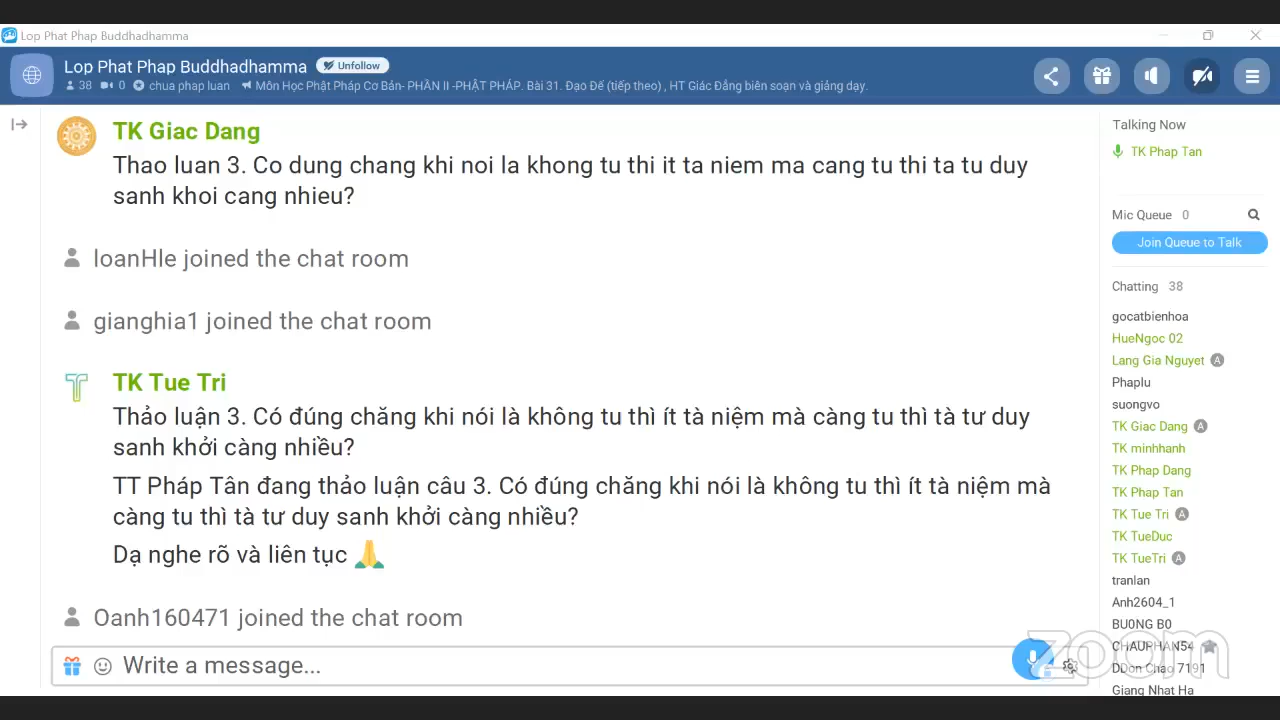 Lop Phat Phap Buddhadhamma
Lop Phat Phap Buddhadhamma Unfollow
38 0 chua phap luan Môn Học Phật Pháp Cơ Bản- PHẦN II -PHẬT PHÁP. Bài 31. Đạo Đế (tiếp theo) , HT Giác Đẳng biên soạn và giảng dạy.
TK Giac Dang
Thao luan 3. Co dung chang khi noi la khong tu thi it ta niem ma cang tu thi ta tu duy
sanh khoi cang nhieu?
loanHle joined the chat room
gianghia1 joined the chat room
TK Tue Tri
Thảo luận 3. Có đúng chăng khi nói là không tu thì ít tà niệm mà càng tu thì tà tư duy
sanh khởi càng nhiều?
TT Pháp Tân đang thảo luận câu 3. Có đúng chăng khi nói là không tu thì ít tà niệm mà
càng tu thì tà tư duy sanh khởi càng nhiều?
Dạ nghe rõ và liên tục 🙏
Oanh160471 joined the chat room
Write a message...
Talking Now
TK Phap Tan
Mic Queue 0
Join Queue to Talk
Chatting 38
gocatbienhoa
HueNgoc 02
Lang Gia Nguyet A
Phaplu
suongvo
TK Giac Dang A
TK minhhanh
TK Phap Dang
TK Phap Tan
TK Tue Tri A
TK TueDuc
TK TueTri A
tranlan
Anh2604_1
BU0NG B0
CHAUPHAN54
DDon Chao 7191
Giang Nhat Ha
zoom